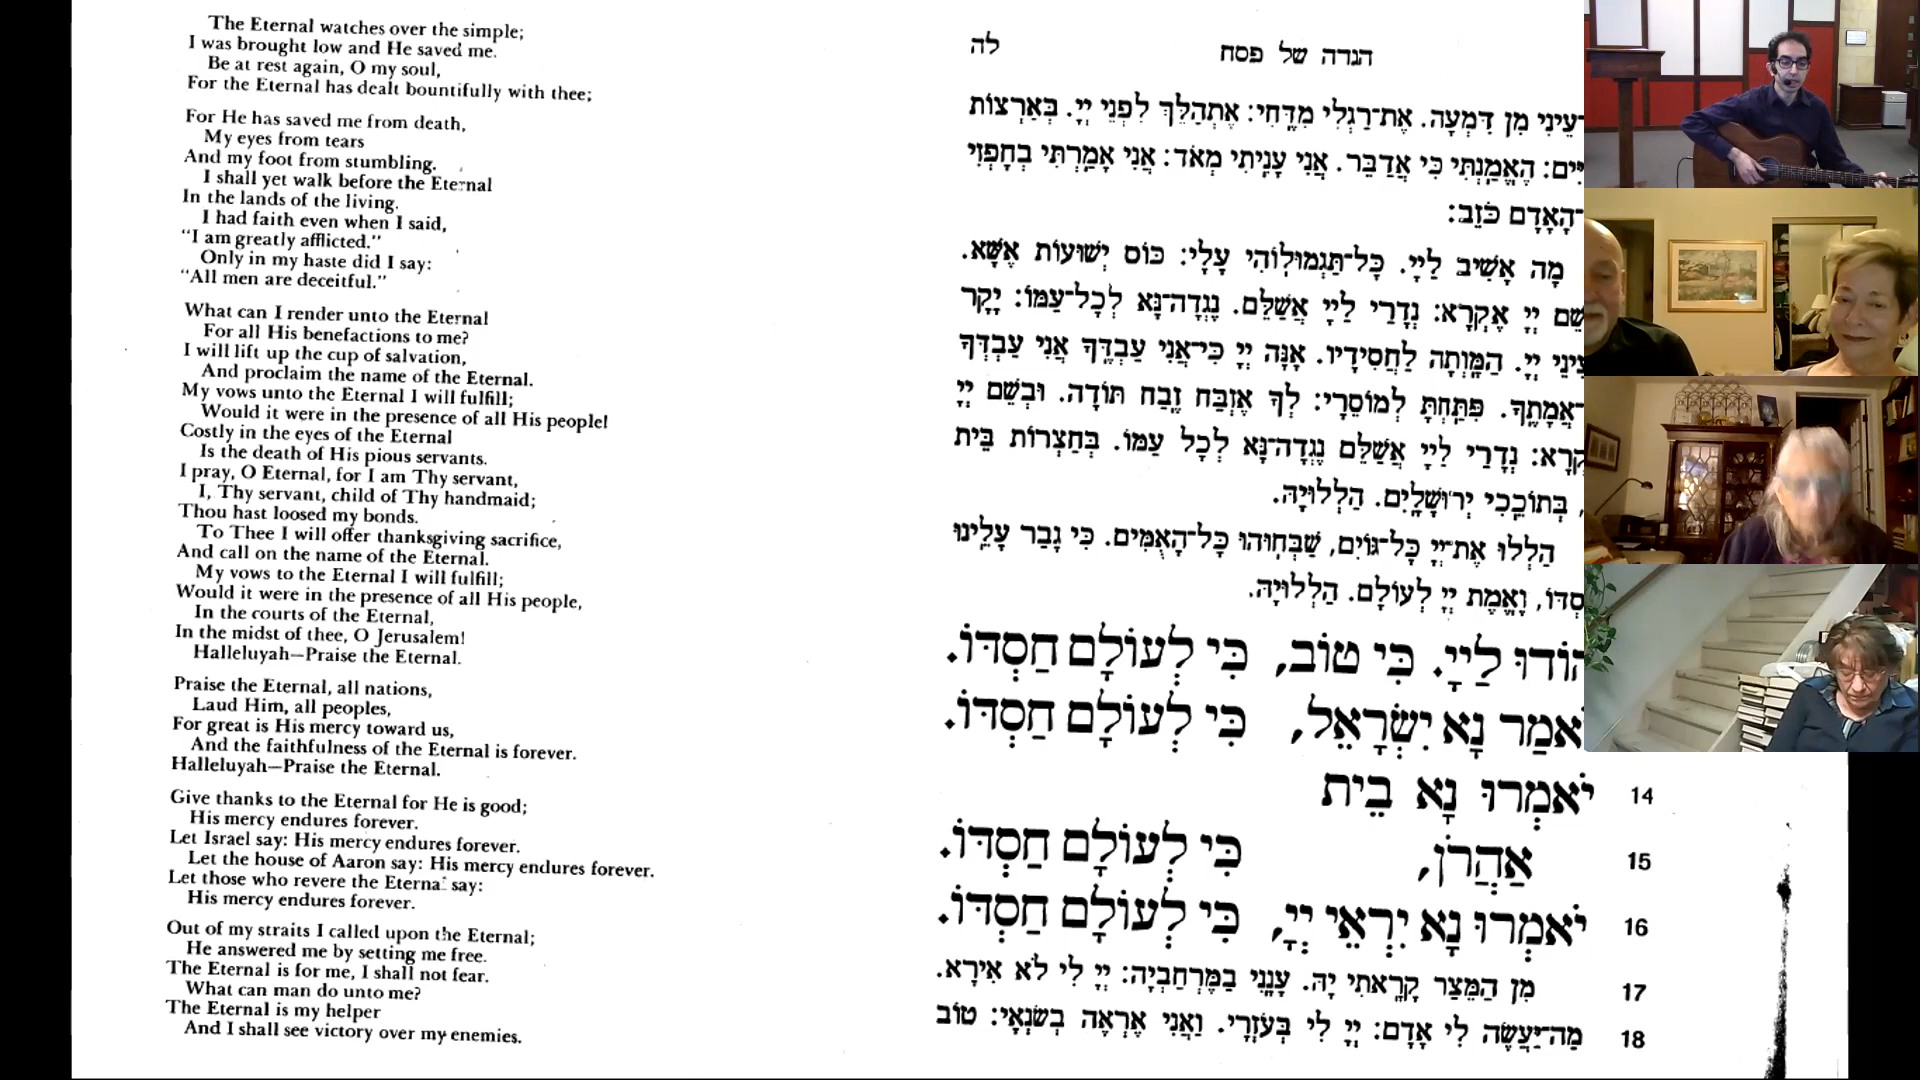 The Eternal watches over the simple;
I was brought low and He saved me.
Be at rest again, O my soul,
For the Eternal has dealt bountifully with thee;
For He has saved me from death,
My eyes from tears
And my foot from stumbling.
I shall yet walk before the Eternal
In the lands of the living.
I had faith even when I said,
“I am greatly afflicted.”
Only in my haste did I say:
“All men are deceitful.”
What can I render unto the Eternal
For all His benefactions to me?
I will lift up the cup of salvation,
And proclaim the name of the Eternal.
My vows unto the Eternal I will fulfill;
Would it were in the presence of all His people!
Costly in the eyes of the Eternal
Is the death of His pious servants.
I pray, O Eternal, for I am Thy servant,
I, Thy servant, child of Thy handmaid;
Thou hast loosed my bonds.
To Thee I will offer thanksgiving sacrifice,
And call on the name of the Eternal.
My vows to the Eternal I will fulfill;
Would it were in the presence of all His people,
In the courts of the Eternal,
In the midst of thee, O Jerusalem!
Halleluyah—Praise the Eternal.
Praise the Eternal, all nations,
Laud Him, all peoples,
For great is His mercy toward us,
And the faithfulness of the Eternal is forever.
Halleluyah—Praise the Eternal.
Give thanks to the Eternal for He is good;
His mercy endures forever.
Let Israel say: His mercy endures forever.
Let the house of Aaron say: His mercy endures forever.
Let those who revere the Eternal say:
His mercy endures forever.
Out of my straits I called upon the Eternal;
He answered me by setting me free.
The Eternal is for me, I shall not fear.
What can man do unto me?
The Eternal is my helper
And I shall see victory over my enemies.
הגדה של פסח לה
עֵינִי מִן דִּמְעָה. אֶת־רַגְלִי מִדֶּחִי: אֶתְהַלֵּךְ לִפְנֵי יְיָ. בְּאַרְצוֹת
הֶאֱמַנְתִּי כִּי אֲדַבֵּר. אֲנִי עָנִיתִי מְאֹד: אֲנִי אָמַרְתִּי בְחָפְזִי
־הָאָדָם כֹּזֵב:
מָה אָשִׁיב לַיְיָ. כָּל־תַּגְמוּלוֹהִי עָלָי: כּוֹס יְשׁוּעוֹת אֶשָּׂא.
שֵׁם יְיָ אֶקְרָא: נְדָרַי לַיְיָ אֲשַׁלֵּם. נֶגְדָה־נָּא לְכָל־עַמּוֹ: יָקָר
יְיָ. הַמָּוְתָה לַחֲסִידָיו. אָנָּה יְיָ כִּי־אֲנִי עַבְדֶּךָ אֲנִי עַבְדְּךָ
־אֲמָתֶךָ. פִּתַּחְתָּ לְמוֹסֵרָי: לְךָ אֶזְבַּח זֶבַח תּוֹדָה. וּבְשֵׁם יְיָ
קְרָא: נְדָרַי לַיְיָ אֲשַׁלֵּם נֶגְדָה־נָּא לְכָל עַמּוֹ. בְּחַצְרוֹת בֵּית
, בְּתוֹכֵכִי יְרוּשָׁלָיִם. הַלְלוּיָהּ.
הַלְלוּ אֶת־יְיָ כָּל־גּוֹיִם, שַׁבְּחוּהוּ כָּל־הָאֻמִּים. כִּי גָבַר עָלֵינוּ
סְדּוֹ, וֶאֱמֶת יְיָ לְעוֹלָם. הַלְלוּיָהּ.
הוֹדוּ לַיְיָ. כִּי טוֹב, כִּי לְעוֹלָם חַסְדּוֹ.
יֹאמַר נָא יִשְׂרָאֵל, כִּי לְעוֹלָם חַסְדּוֹ.
14 יֹאמְרוּ נָא בֵית
15 אַהֲרֹן, כִּי לְעוֹלָם חַסְדּוֹ.
16 יֹאמְרוּ נָא יִרְאֵי יְיָ, כִּי לְעוֹלָם חַסְדּוֹ.
17 מִן הַמֵּצַר קָרָאתִי יָהּ. עָנָנִי בַמֶּרְחַבְיָה: יְיָ לִי לֹא אִירָא.
18 מַה־יַּעֲשֶׂה לִי אָדָם: יְיָ לִי בְּעֹזְרָי. וַאֲנִי אֶרְאֶה בְשֹׂנְאָי: טוֹב